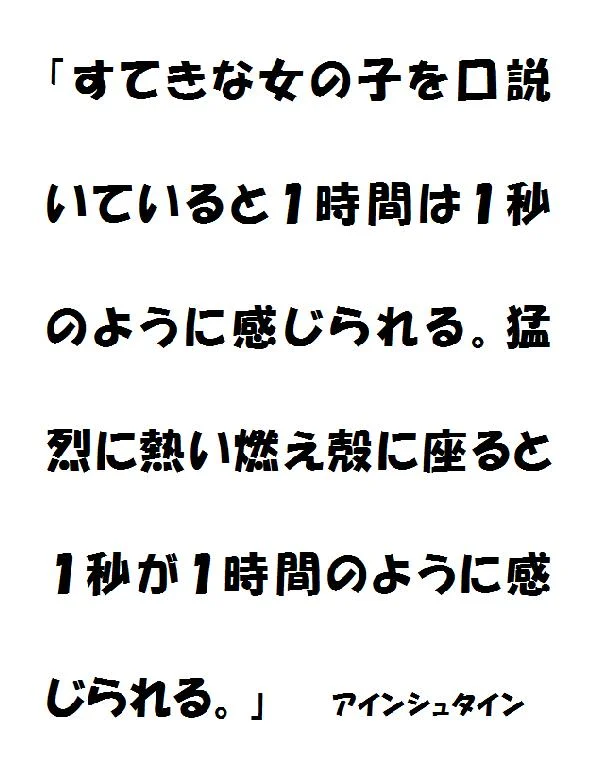 「すてきな女の子を口説
いていると１時間は１秒
のように感じられる。猛
烈に熱い燃え殻に座ると
１秒が１時間のように感
じられる。」 アインシュタイン